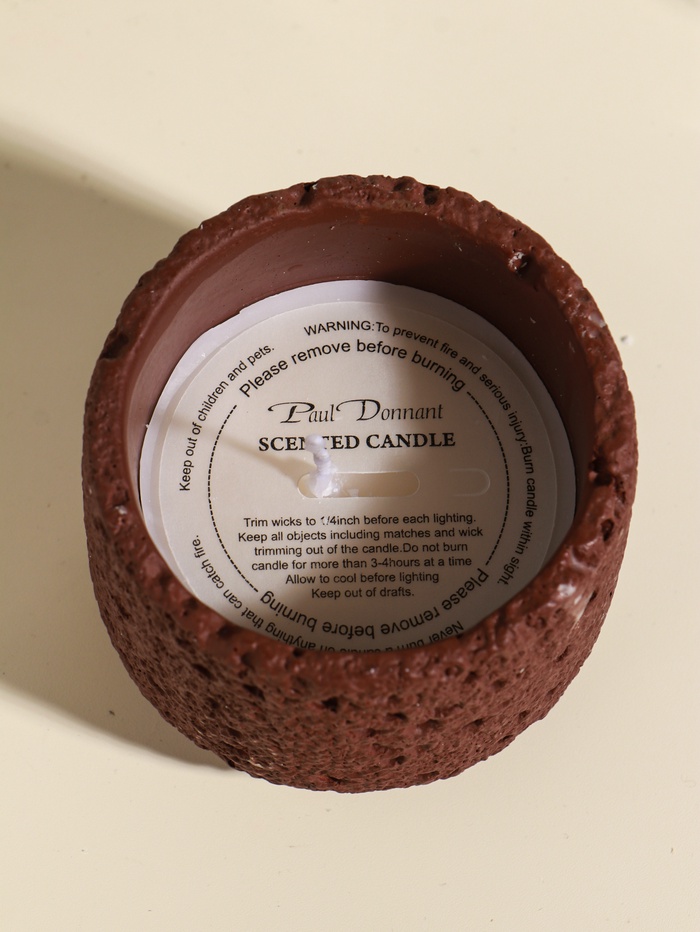 WARNING:To prevent fire and serious injury:Burn candle within sight.
Never burn a candle on anything that can catch fire.
Keep out of children and pets.
Please remove before burning
Paul Donnant
SCENTED CANDLE
Trim wicks to 1/4inch before each lighting.
Keep all objects including matches and wick
trimming out of the candle.Do not burn
candle for more than 3-4hours at a time
Allow to cool before lighting
Keep out of drafts.
Please remove before burning